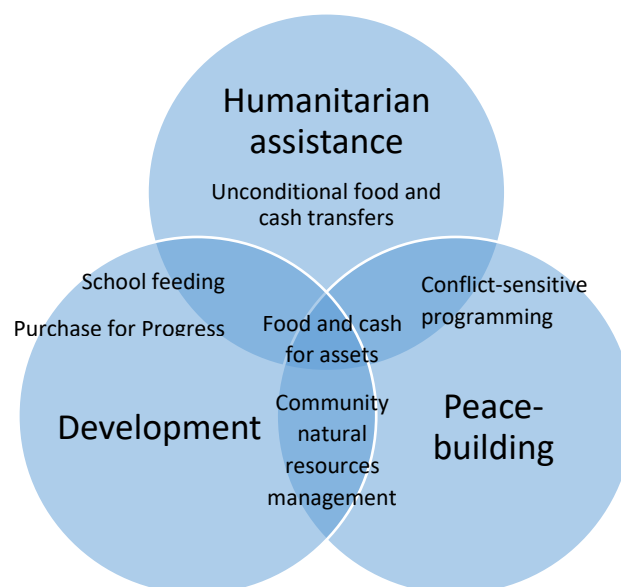 Humanitarian
assistance
Unconditional food and
cash transfers
School feeding
Purchase for Progress
Conflict-sensitive
programming
Food and cash
for assets
Development
Community
natural
resources
management
Peace-
building